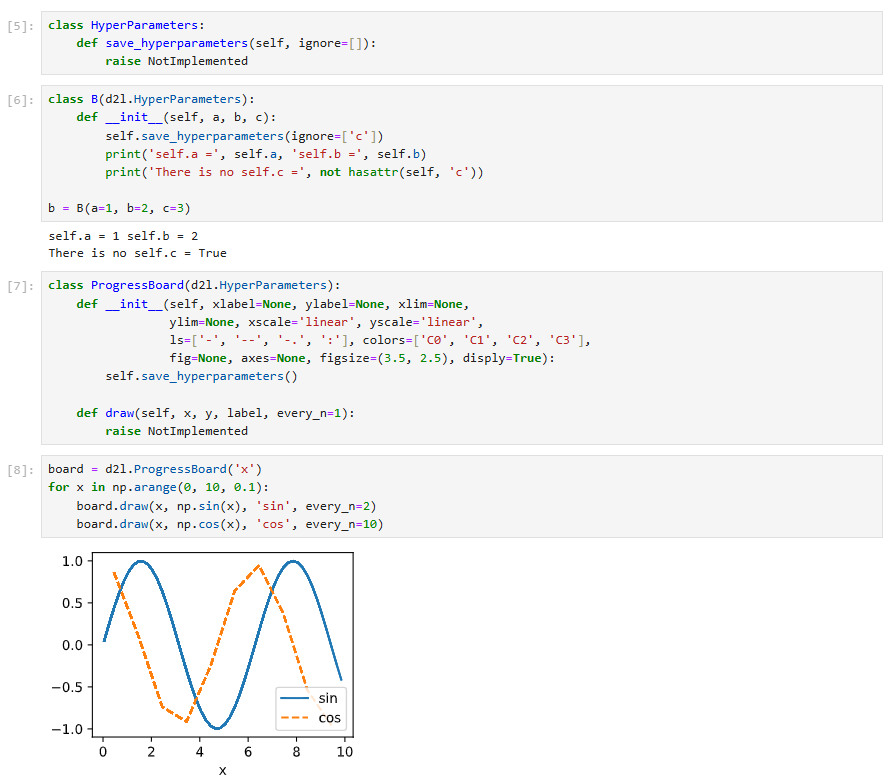 [5]: class HyperParameters:
    def save_hyperparameters(self, ignore=[]):
        raise NotImplemented
[6]: class B(d2l.HyperParameters):
    def __init__(self, a, b, c):
        self.save_hyperparameters(ignore=['c'])
        print('self.a =', self.a, 'self.b =', self.b)
        print('There is no self.c =', not hasattr(self, 'c'))
b = B(a=1, b=2, c=3)
self.a = 1 self.b = 2
There is no self.c = True
[7]: class ProgressBoard(d2l.HyperParameters):
    def __init__(self, xlabel=None, ylabel=None, xlim=None,
                 ylim=None, xscale='linear', yscale='linear',
                 ls=['-', '--', '-.', ':'], colors=['C0', 'C1', 'C2', 'C3'],
                 fig=None, axes=None, figsize=(3.5, 2.5), disply=True):
        self.save_hyperparameters()
    def draw(self, x, y, label, every_n=1):
        raise NotImplemented
[8]: board = d2l.ProgressBoard('x')
for x in np.arange(0, 10, 0.1):
    board.draw(x, np.sin(x), 'sin', every_n=2)
    board.draw(x, np.cos(x), 'cos', every_n=10)
1.0
0.5
0.0
−0.5
−1.0
sin
cos
0 2 4 6 8 10
x